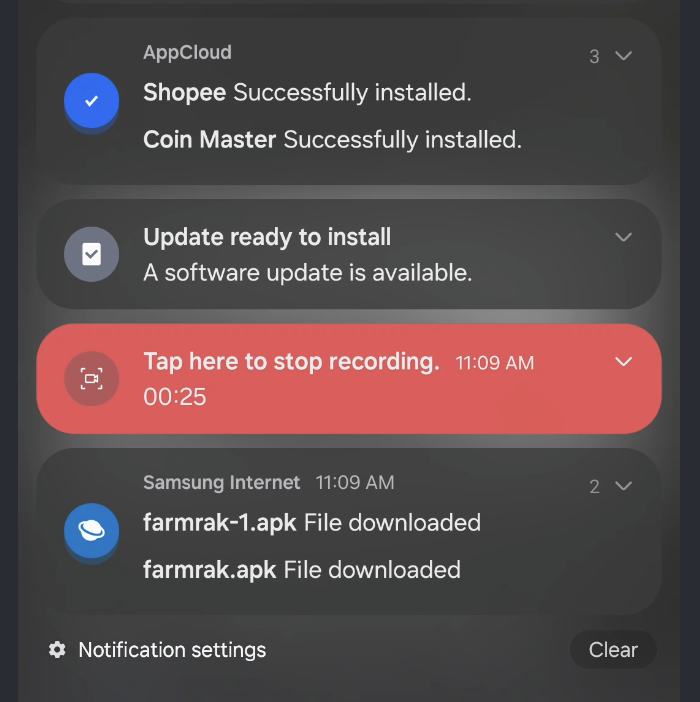 AppCloud 3
Shopee Successfully installed.
Coin Master Successfully installed.
Update ready to install
A software update is available.
Tap here to stop recording. 11:09 AM
00:25
Samsung Internet 11:09 AM 2
farmrak-1.apk File downloaded
farmrak.apk File downloaded
Notification settings Clear